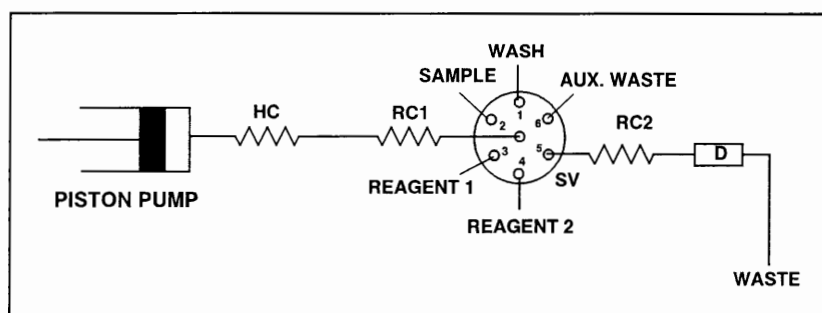 WASH
SAMPLE
AUX. WASTE
HC
RC1
RC2
1
2
6
3
5
4
D
SV
REAGENT 1
PISTON PUMP
REAGENT 2
WASTE